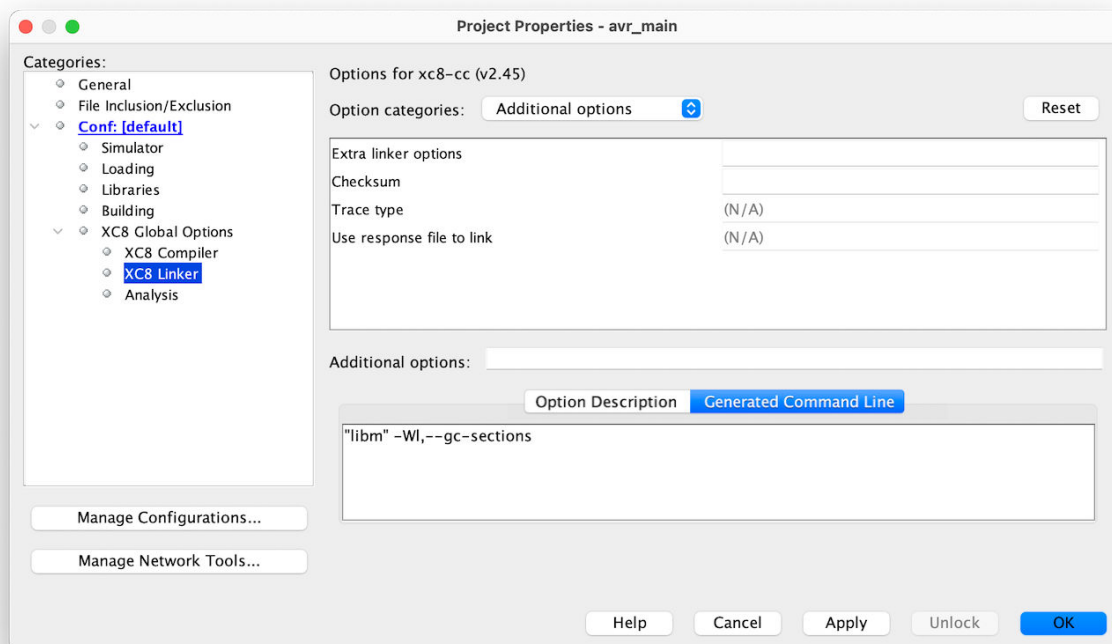 Project Properties - avr_main
Categories:
General
File Inclusion/Exclusion
Conf: [default]
Simulator
Loading
Libraries
Building
XC8 Global Options
XC8 Compiler
XC8 Linker
Analysis
Manage Configurations...
Manage Network Tools...
Options for xc8-cc (v2.45)
Option categories: Additional options Reset
Extra linker options
Checksum
Trace type (N/A)
Use response file to link (N/A)
Additional options:
Option Description Generated Command Line
"libm" -Wl,--gc-sections
Help Cancel Apply Unlock OK